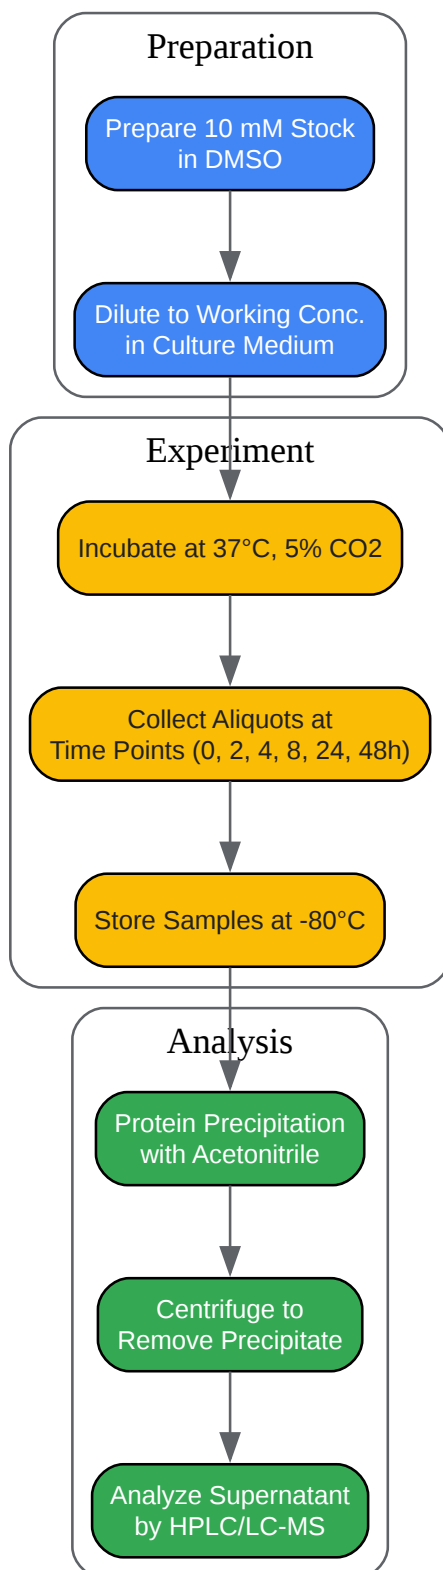 Preparation
Prepare 10 mM Stock
in DMSO
Dilute to Working Conc.
in Culture Medium
Experiment
Incubate at 37°C, 5% CO2
Collect Aliquots at
Time Points (0, 2, 4, 8, 24, 48h)
Store Samples at -80°C
Analysis
Protein Precipitation
with Acetonitrile
Centrifuge to
Remove Precipitate
Analyze Supernatant
by HPLC/LC-MS